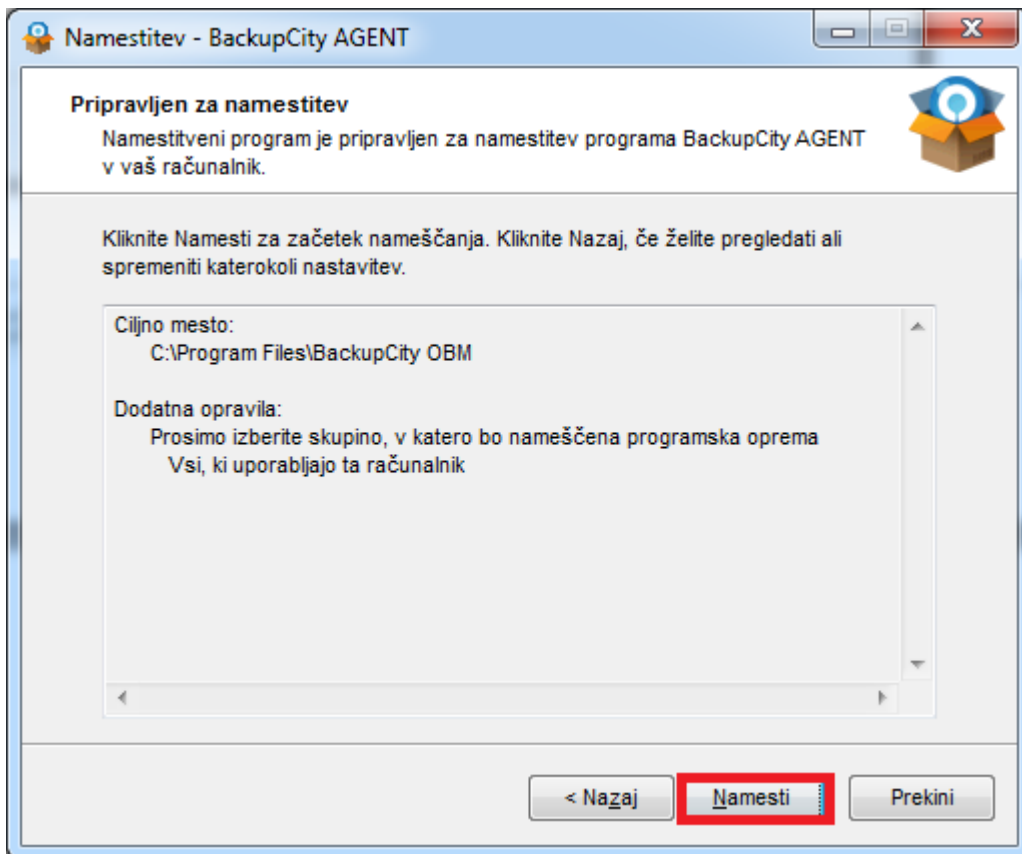 Namestitev - BackupCity AGENT
Pripravljen za namestitev
Namestitveni program je pripravljen za namestitev programa BackupCity AGENT
v vaš računalnik.
Kliknite Namesti za začetek nameščanja. Kliknite Nazaj, če želite pregledati ali
spremeniti katerokoli nastavitev.
Ciljno mesto:
C:\Program Files\BackupCity OBM
Dodatna opravila:
Prosimo izberite skupino, v katero bo nameščena programska oprema
Vsi, ki uporabljajo ta računalnik
< Nazaj
Namesti
Prekini